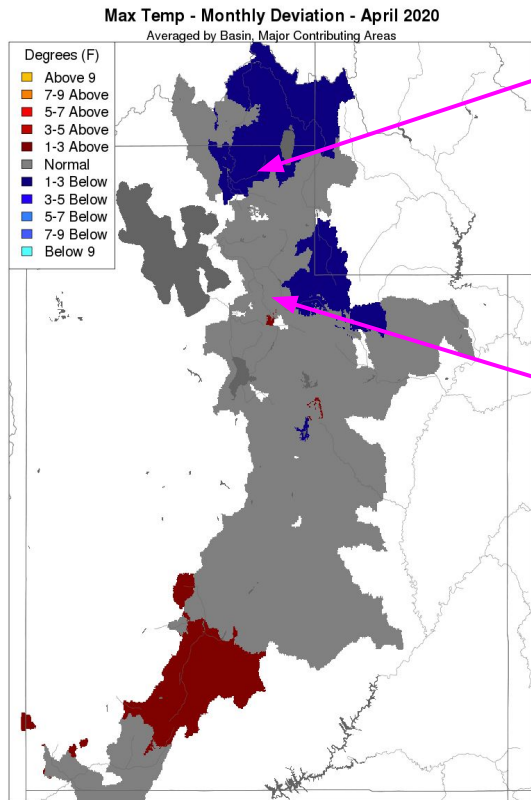 Max Temp - Monthly Deviation - April 2020
Averaged by Basin, Major Contributing Areas
Degrees (F)
Above 9
7-9 Above
5-7 Above
3-5 Above
1-3 Above
Normal
1-3 Below
3-5 Below
5-7 Below
7-9 Below
Below 9